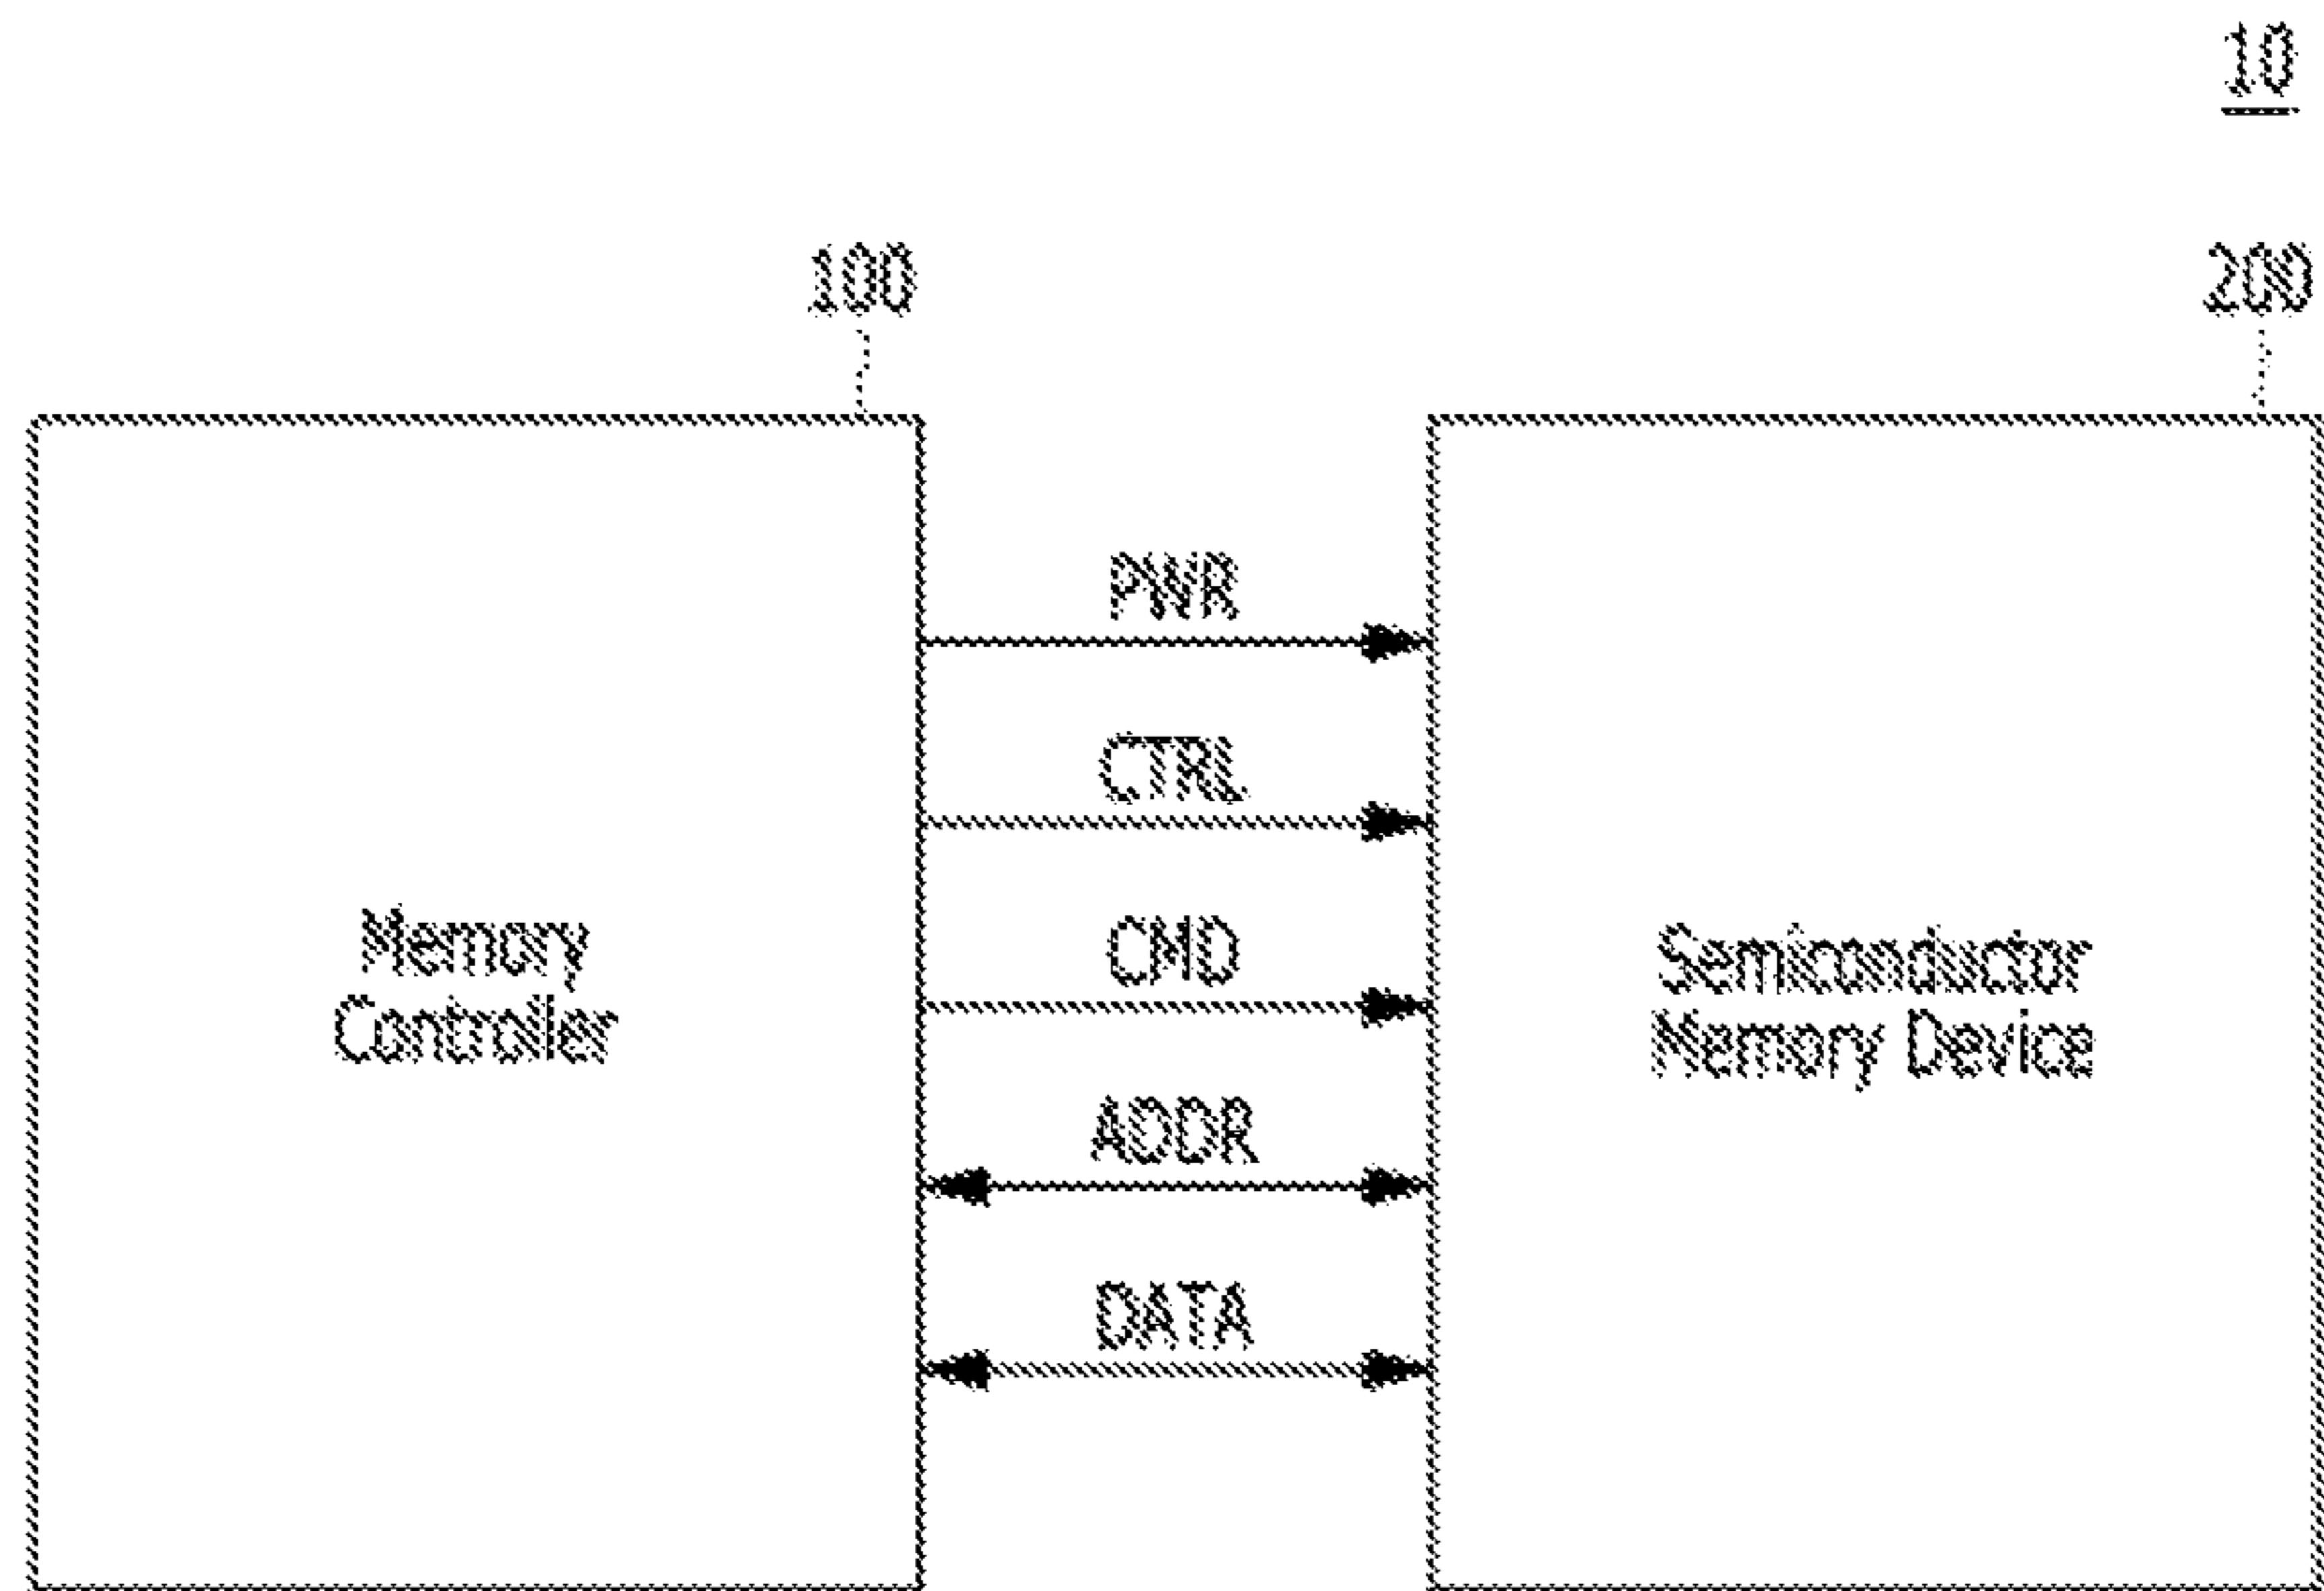 10
100
200
PWR
CTRL
CMD
ADDR
DATA
Memory
Controller
Semiconductor
Memory Device